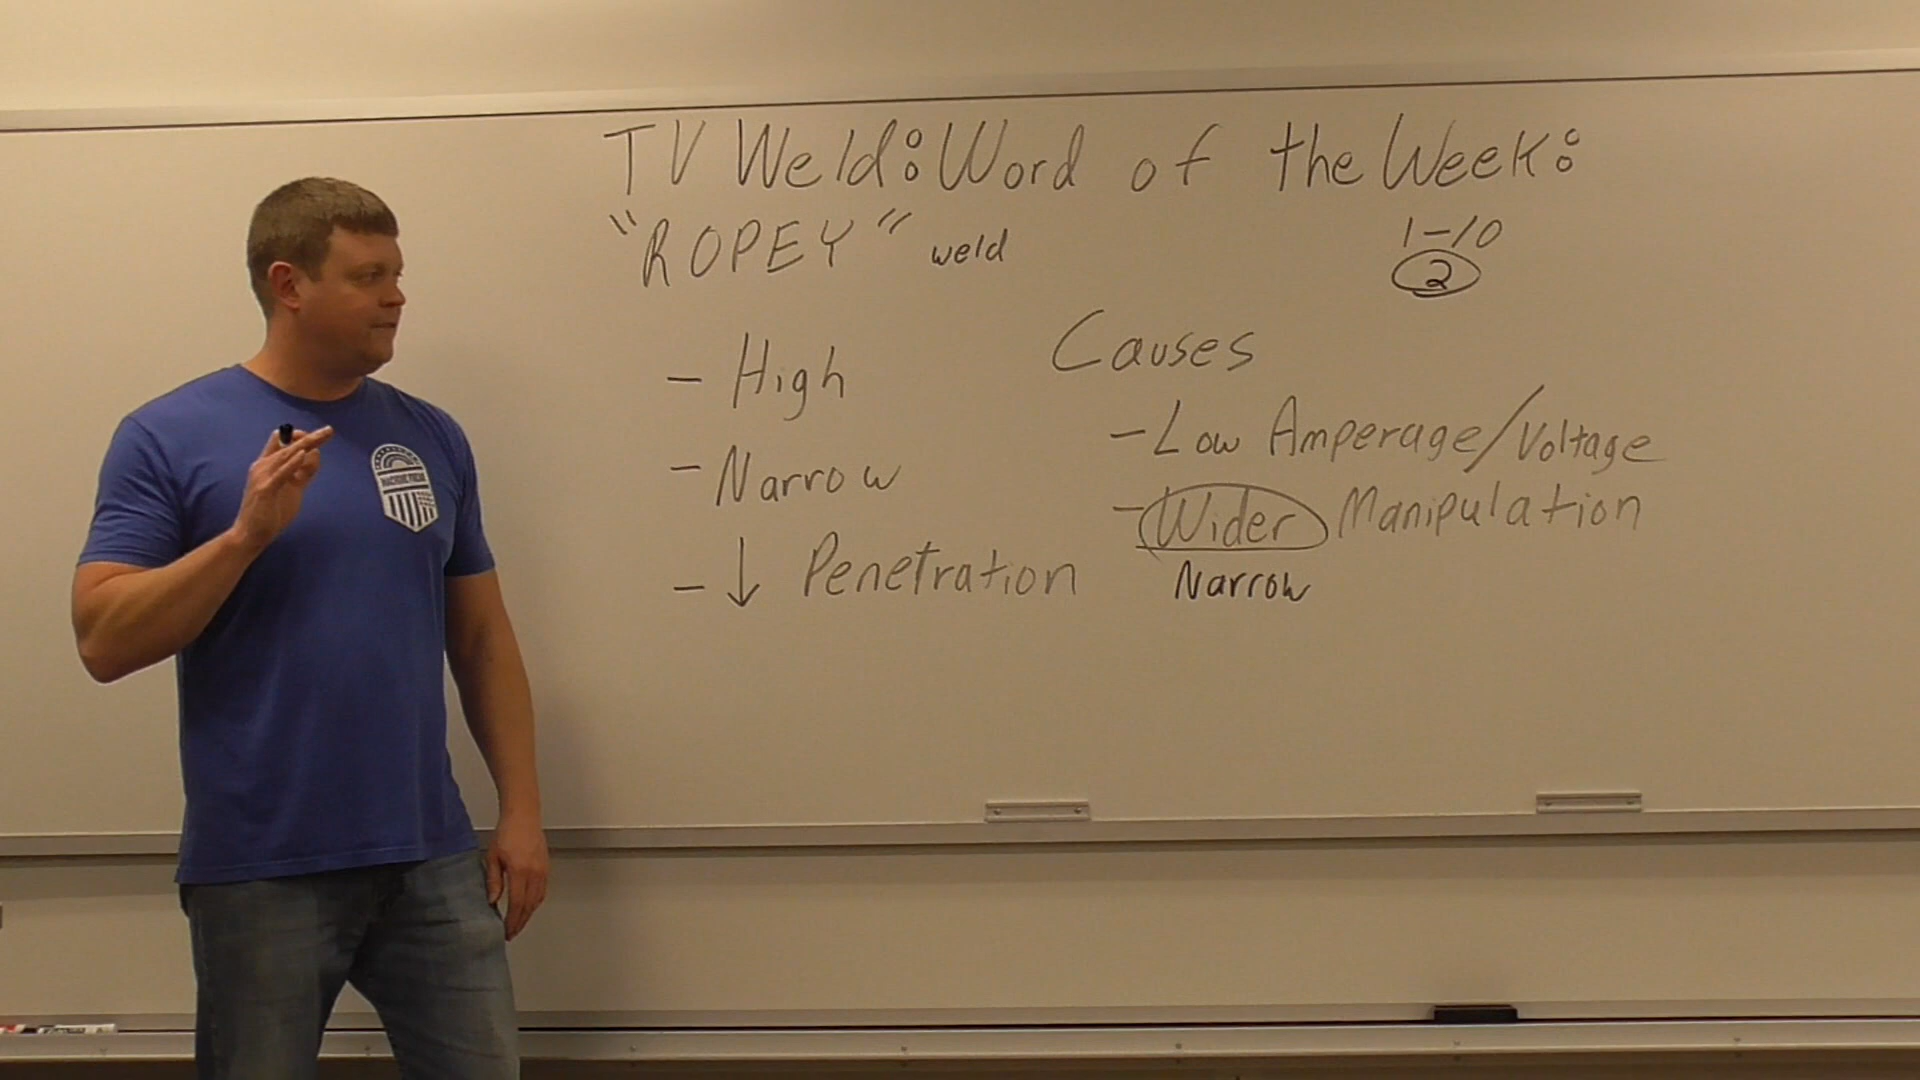 TV Weld: Word of the Week:
"ROPEY" weld
1-10
2
- High
- Narrow
- ↓ Penetration
Causes
- Low Amperage/Voltage
- Wider Manipulation
Narrow